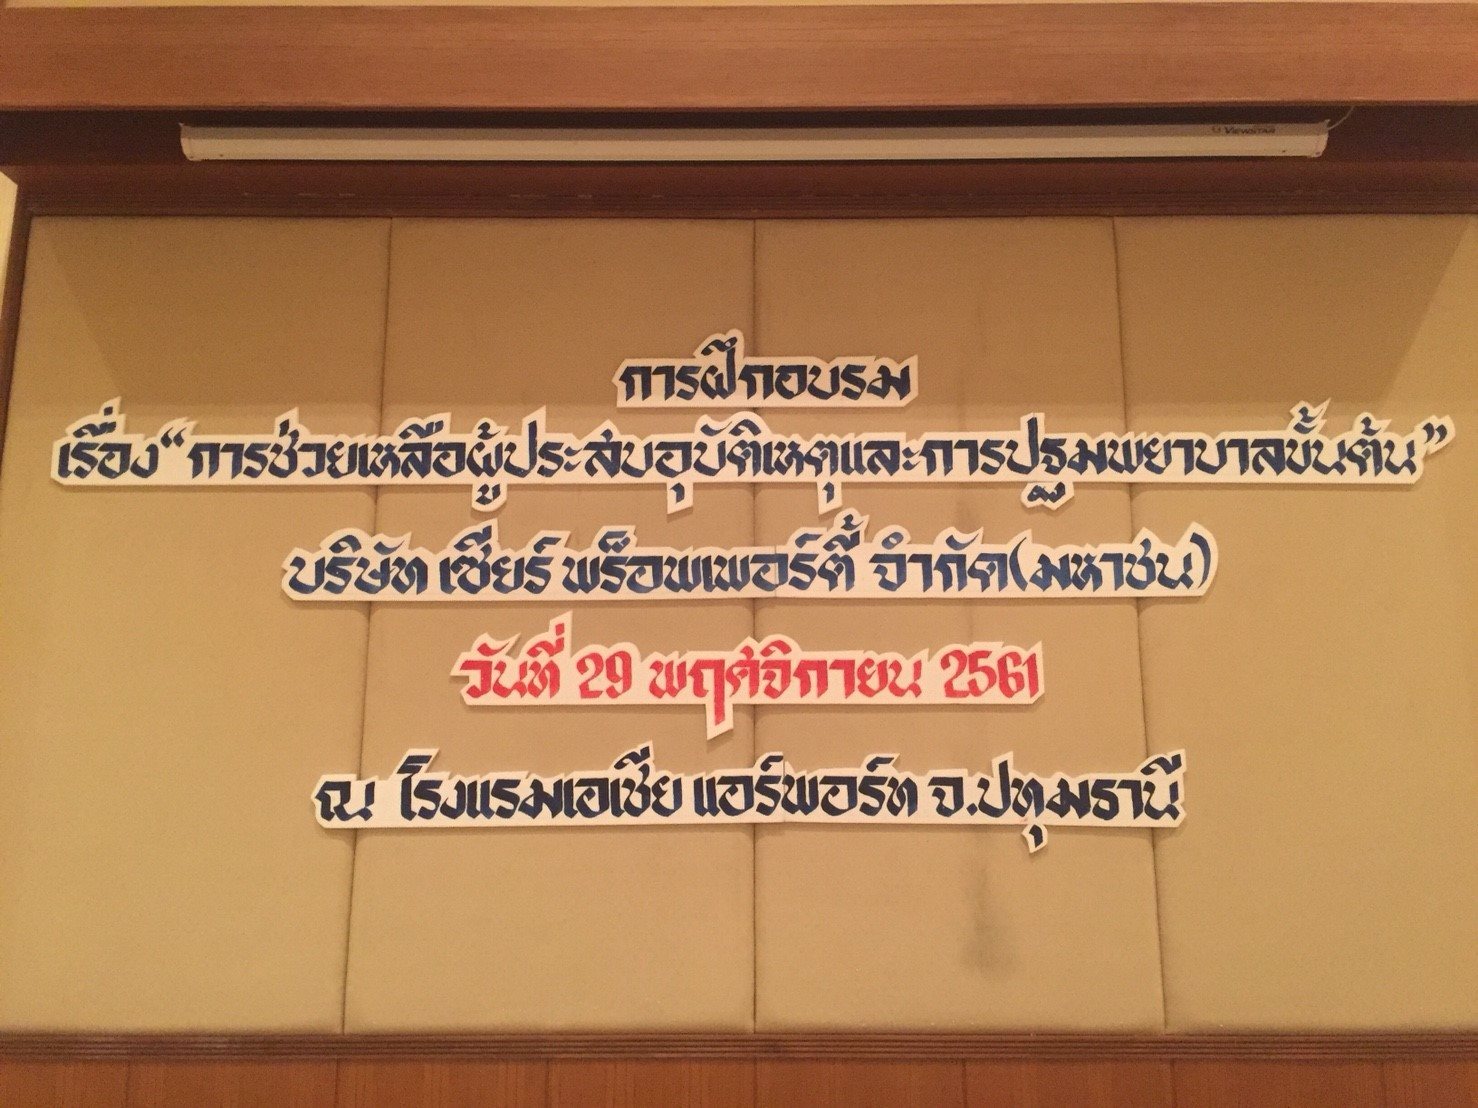 VIEWSTAR
การฝึกอบรม
เรื่อง “การช่วยเหลือผู้ประสบอุบัติเหตุและการปฐมพยาบาลขั้นต้น”
บริษัท เซียร์ พร็อพเพอร์ตี้ จำกัด(มหาชน)
วันที่ 29 พฤศจิกายน 2561
ณ โรงแรมเอเชีย แอร์พอร์ท จ.ปทุมธานี